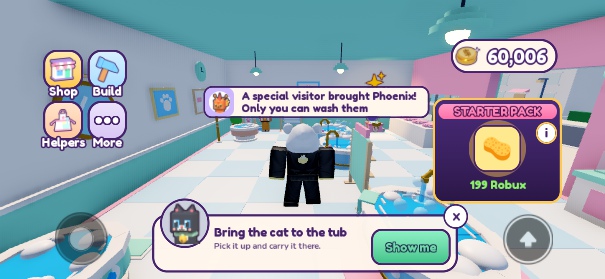 60,006
Shop
Build
A special visitor brought Phoenix!
Only you can wash them
STARTER PACK
i
Helpers
More
199 Robux
Bring the cat to the tub
Pick it up and carry it there.
Show me